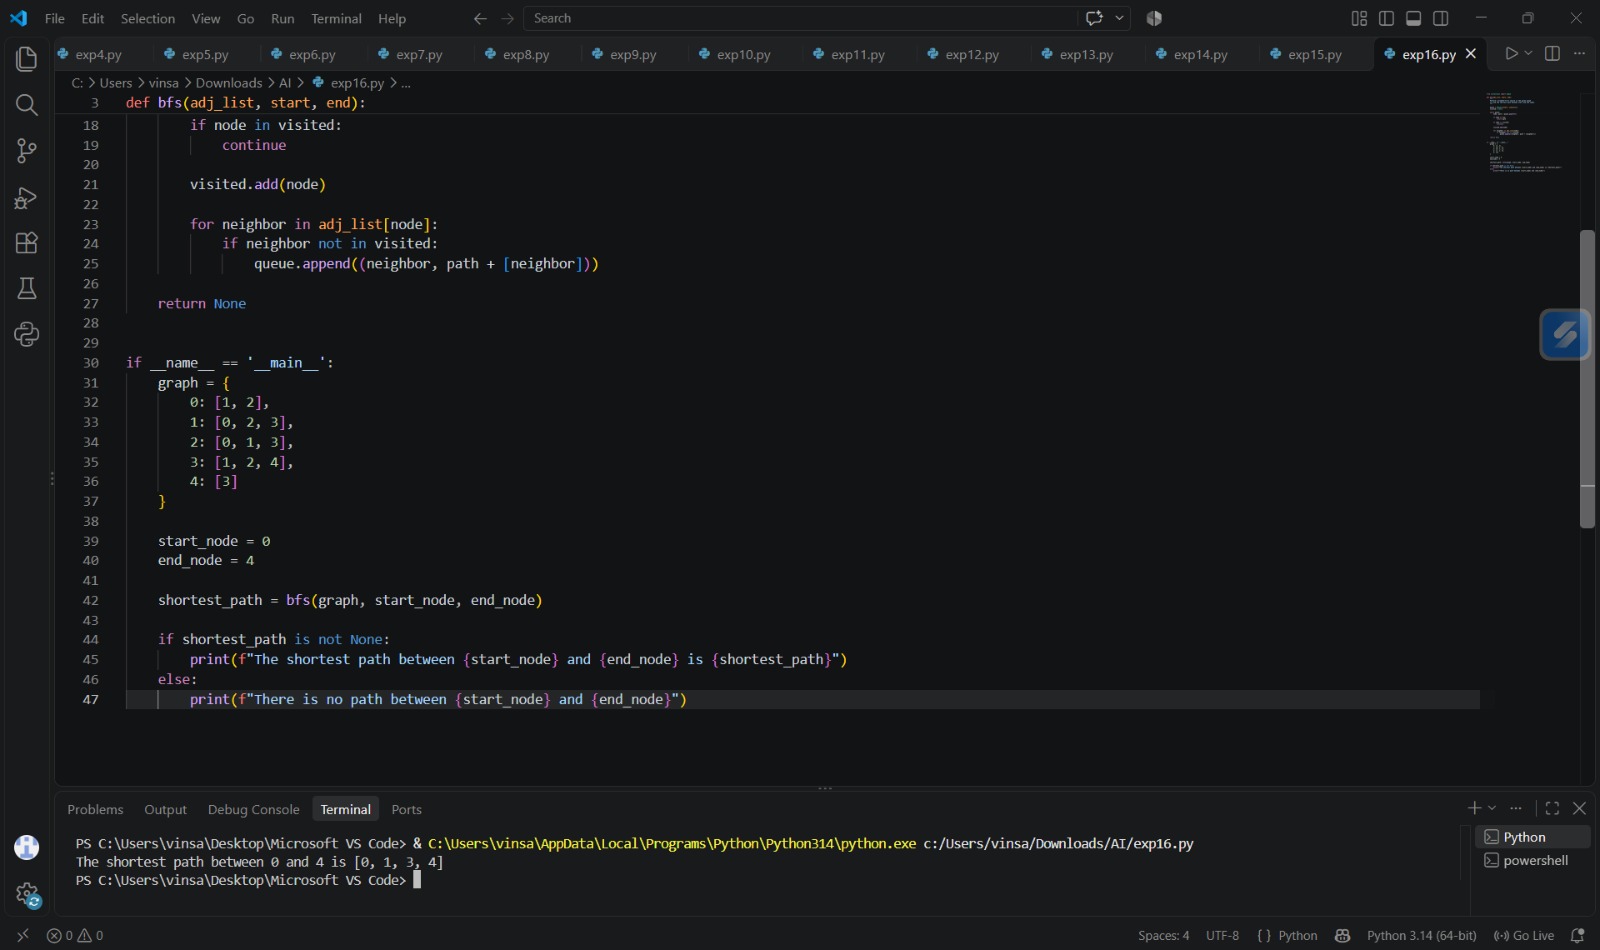 File Edit Selection View Go Run Terminal Help Search
exp4.py exp5.py exp6.py exp7.py exp8.py exp9.py exp10.py exp11.py exp12.py exp13.py exp14.py exp15.py exp16.py
C: > Users > vinsa > Downloads > AI > exp16.py > ...
3 def bfs(adj_list, start, end):
18 if node in visited:
19 continue
20
21 visited.add(node)
22
23 for neighbor in adj_list[node]:
24 if neighbor not in visited:
25 queue.append((neighbor, path + [neighbor]))
26
27 return None
28
29
30 if __name__ == '__main__':
31 graph = {
32 0: [1, 2],
33 1: [0, 2, 3],
34 2: [0, 1, 3],
35 3: [1, 2, 4],
36 4: [3]
37 }
38
39 start_node = 0
40 end_node = 4
41
42 shortest_path = bfs(graph, start_node, end_node)
43
44 if shortest_path is not None:
45 print(f"The shortest path between {start_node} and {end_node} is {shortest_path}")
46 else:
47 print(f"There is no path between {start_node} and {end_node}")
Problems Output Debug Console Terminal Ports
PS C:\Users\vinsa\Desktop\Microsoft VS Code> & C:\Users\vinsa\AppData\Local\Programs\Python\Python314\python.exe c:/Users/vinsa/Downloads/AI/exp16.py
The shortest path between 0 and 4 is [0, 1, 3, 4]
PS C:\Users\vinsa\Desktop\Microsoft VS Code>
Python
powershell
0 0 Spaces: 4 UTF-8 { } Python Python 3.14 (64-bit) Go Live